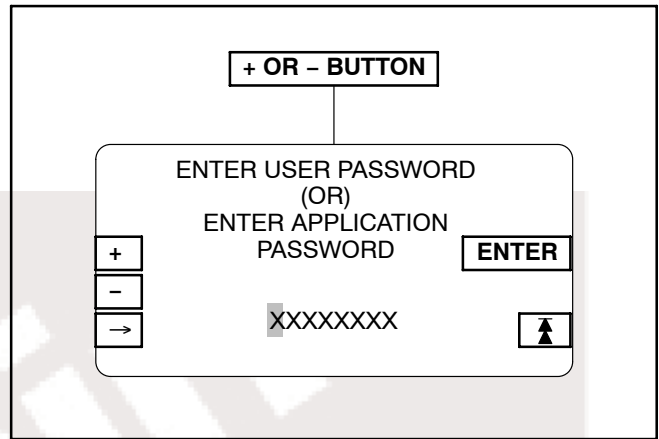 + OR – BUTTON
ENTER USER PASSWORD
(OR)
ENTER APPLICATION
PASSWORD
+
ENTER
–
→
XXXXXXXX